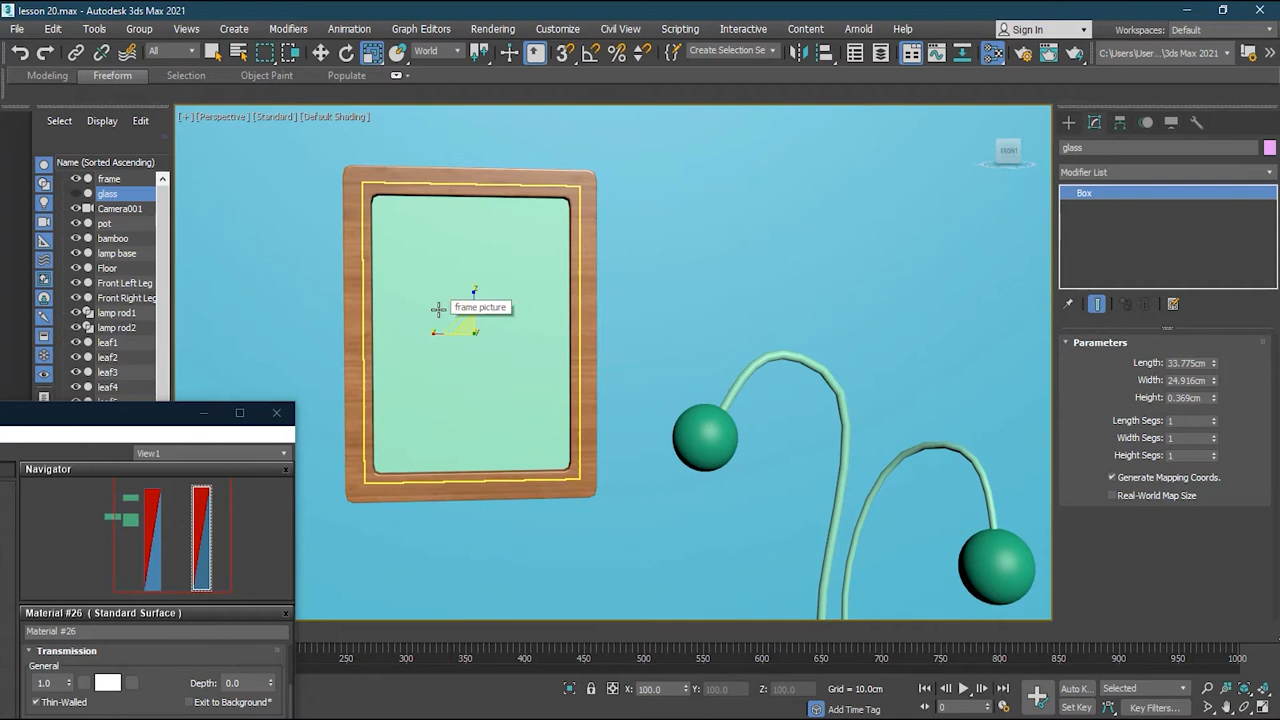 lesson 20.max - Autodesk 3ds Max 2021
File Edit Tools Group Views Create Modifiers Animation Graph Editors Rendering Customize Civil View Scripting Interactive Content Arnold Help Sign In Workspaces: Default
All World Create Selection Se C:\Users\User...\3ds Max 2021
Modeling Freeform Selection Object Paint Populate
Select Display Edit
[+] [Perspective] [Standard] [Default Shading]
FRONT
glass
Modifier List
Box
Name (Sorted Ascending)
frame
glass
Camera001
pot
bamboo
lamp base
Floor
Front Left Leg
Front Right Leg
lamp rod1
lamp rod2
leaf1
leaf2
leaf3
leaf4
frame picture
Parameters
Length: 33.775cm
Width: 24.916cm
Height: 0.369cm
Length Segs: 1
Width Segs: 1
Height Segs: 1
Generate Mapping Coords.
Real-World Map Size
View1
Navigator
Material #26 ( Standard Surface )
Material #26
Transmission
General
1.0 Depth: 0.0
Thin-Walled Exit to Background*
250 300 350 400 450 500 550 600 650 700 750 800 850 900 950 1000
X: 100.0 Y: 100.0 Z: 100.0 Grid = 10.0cm
Add Time Tag
Auto K... Selected
0 Set Key Key Filters...